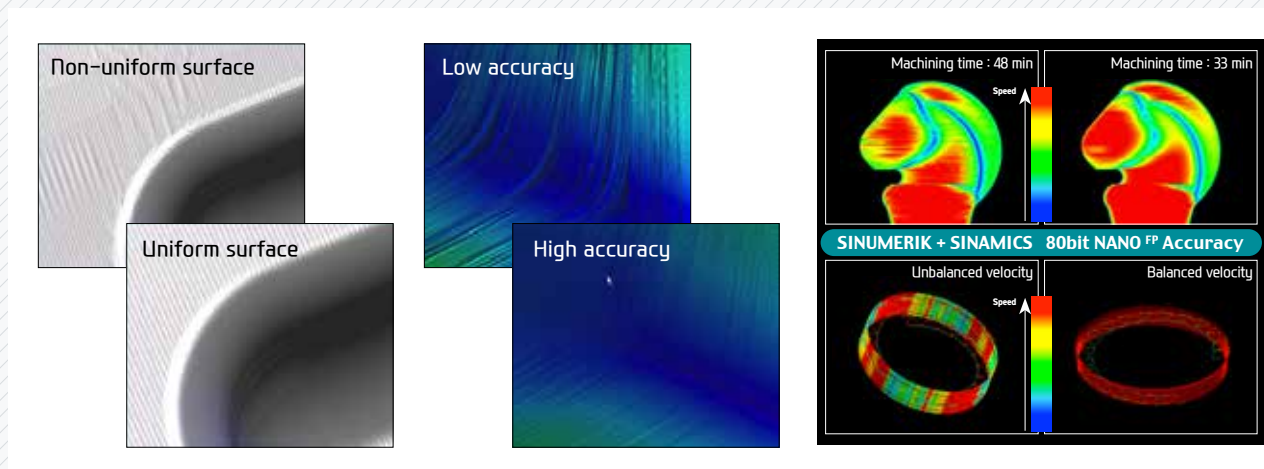 Non-uniform surface
Uniform surface
Low accuracy
High accuracy
Machining time : 48 min
Speed
Machining time : 33 min
SINUMERIK + SINAMICS 80bit NANO FP Accuracy
Unbalanced velocity
Speed
Balanced velocity